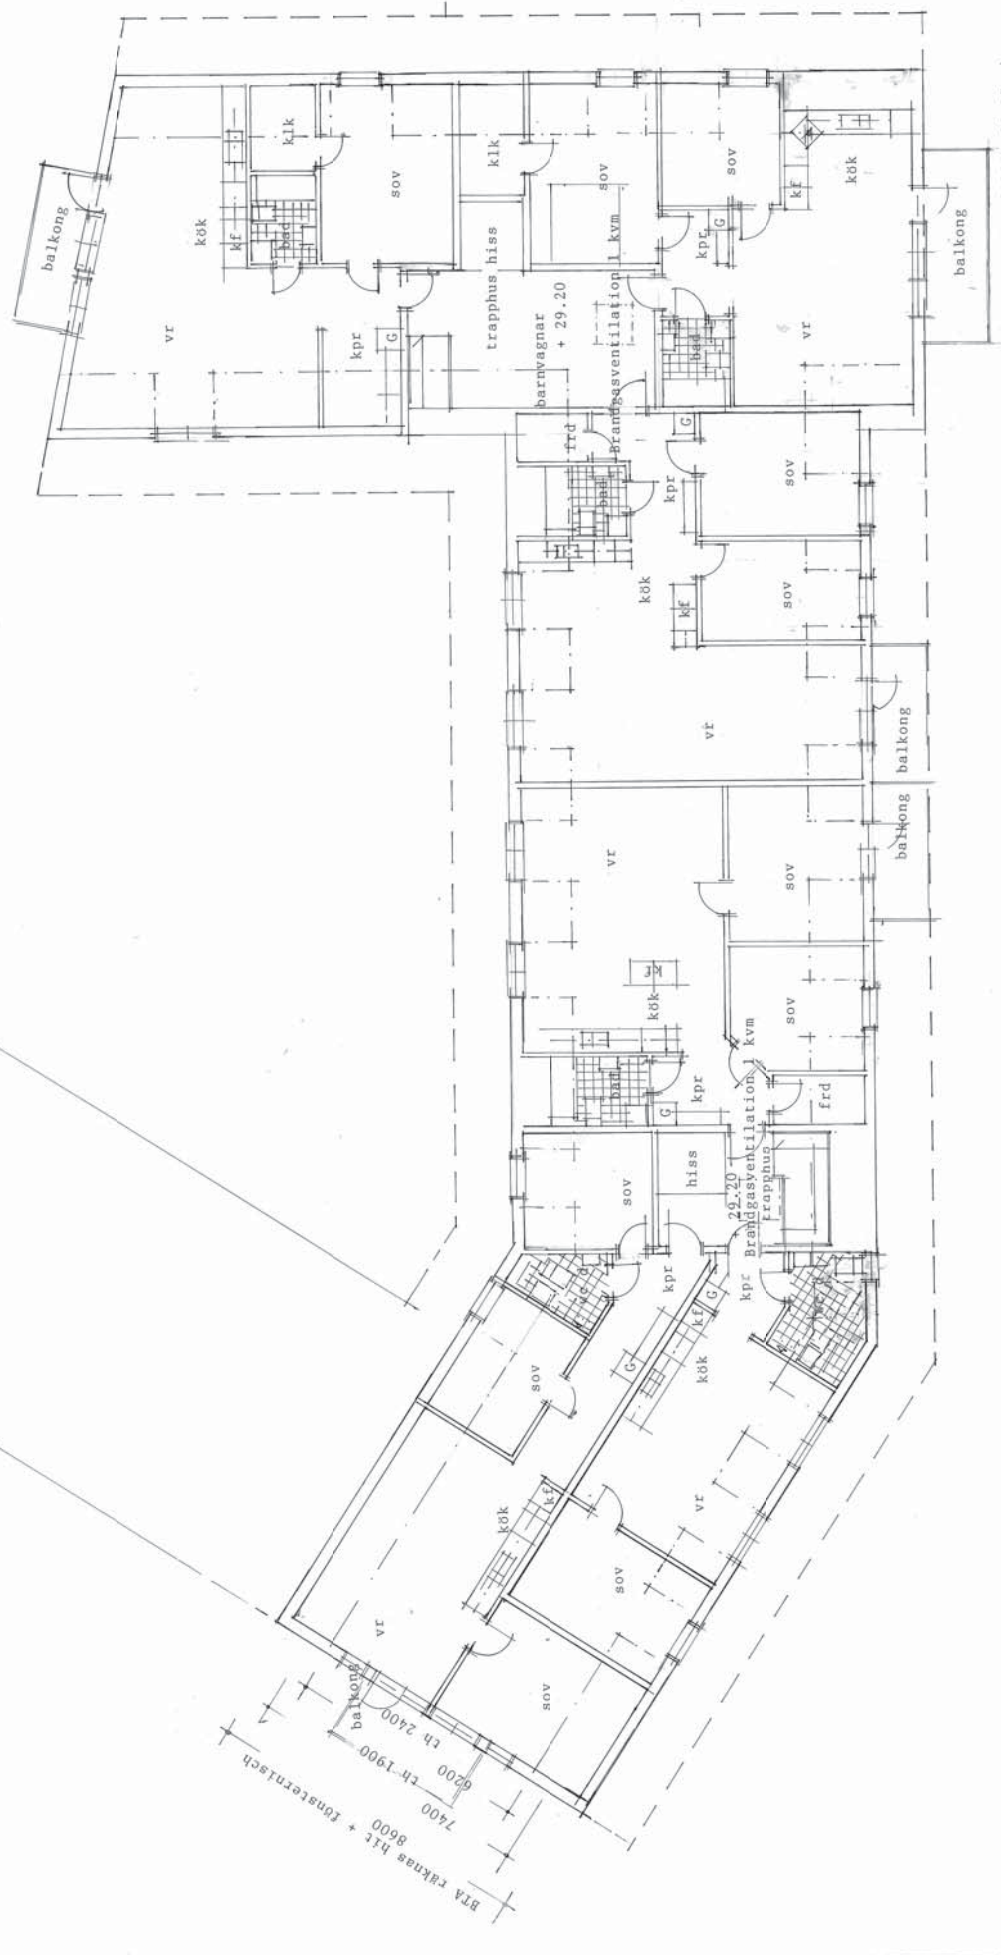 balkong
vr
kök
kf
klk
bad
sov
kpr
G
klk
trapphus hiss
sov
barnvagnar
+ 29.20
Brandgasventilation 1 kvm
sov
kf
kök
kpr
G
bad
vr
balkong
frd
bad
kpr
G
sov
kök
kf
sov
vr
balkong
balkong
vr
sov
kök
sov
bad
G
kpr
frd
Brandgasventilation 1 kvm
sov
hiss
+ 29.20
trapphus
kpr
kpr
G
kf
kök
sov
G
vr
kök
kf
sov
vr
sov
balkong
th 2400
th 1900
6200
7400
8600
BTA räknas hit + fönsternisch